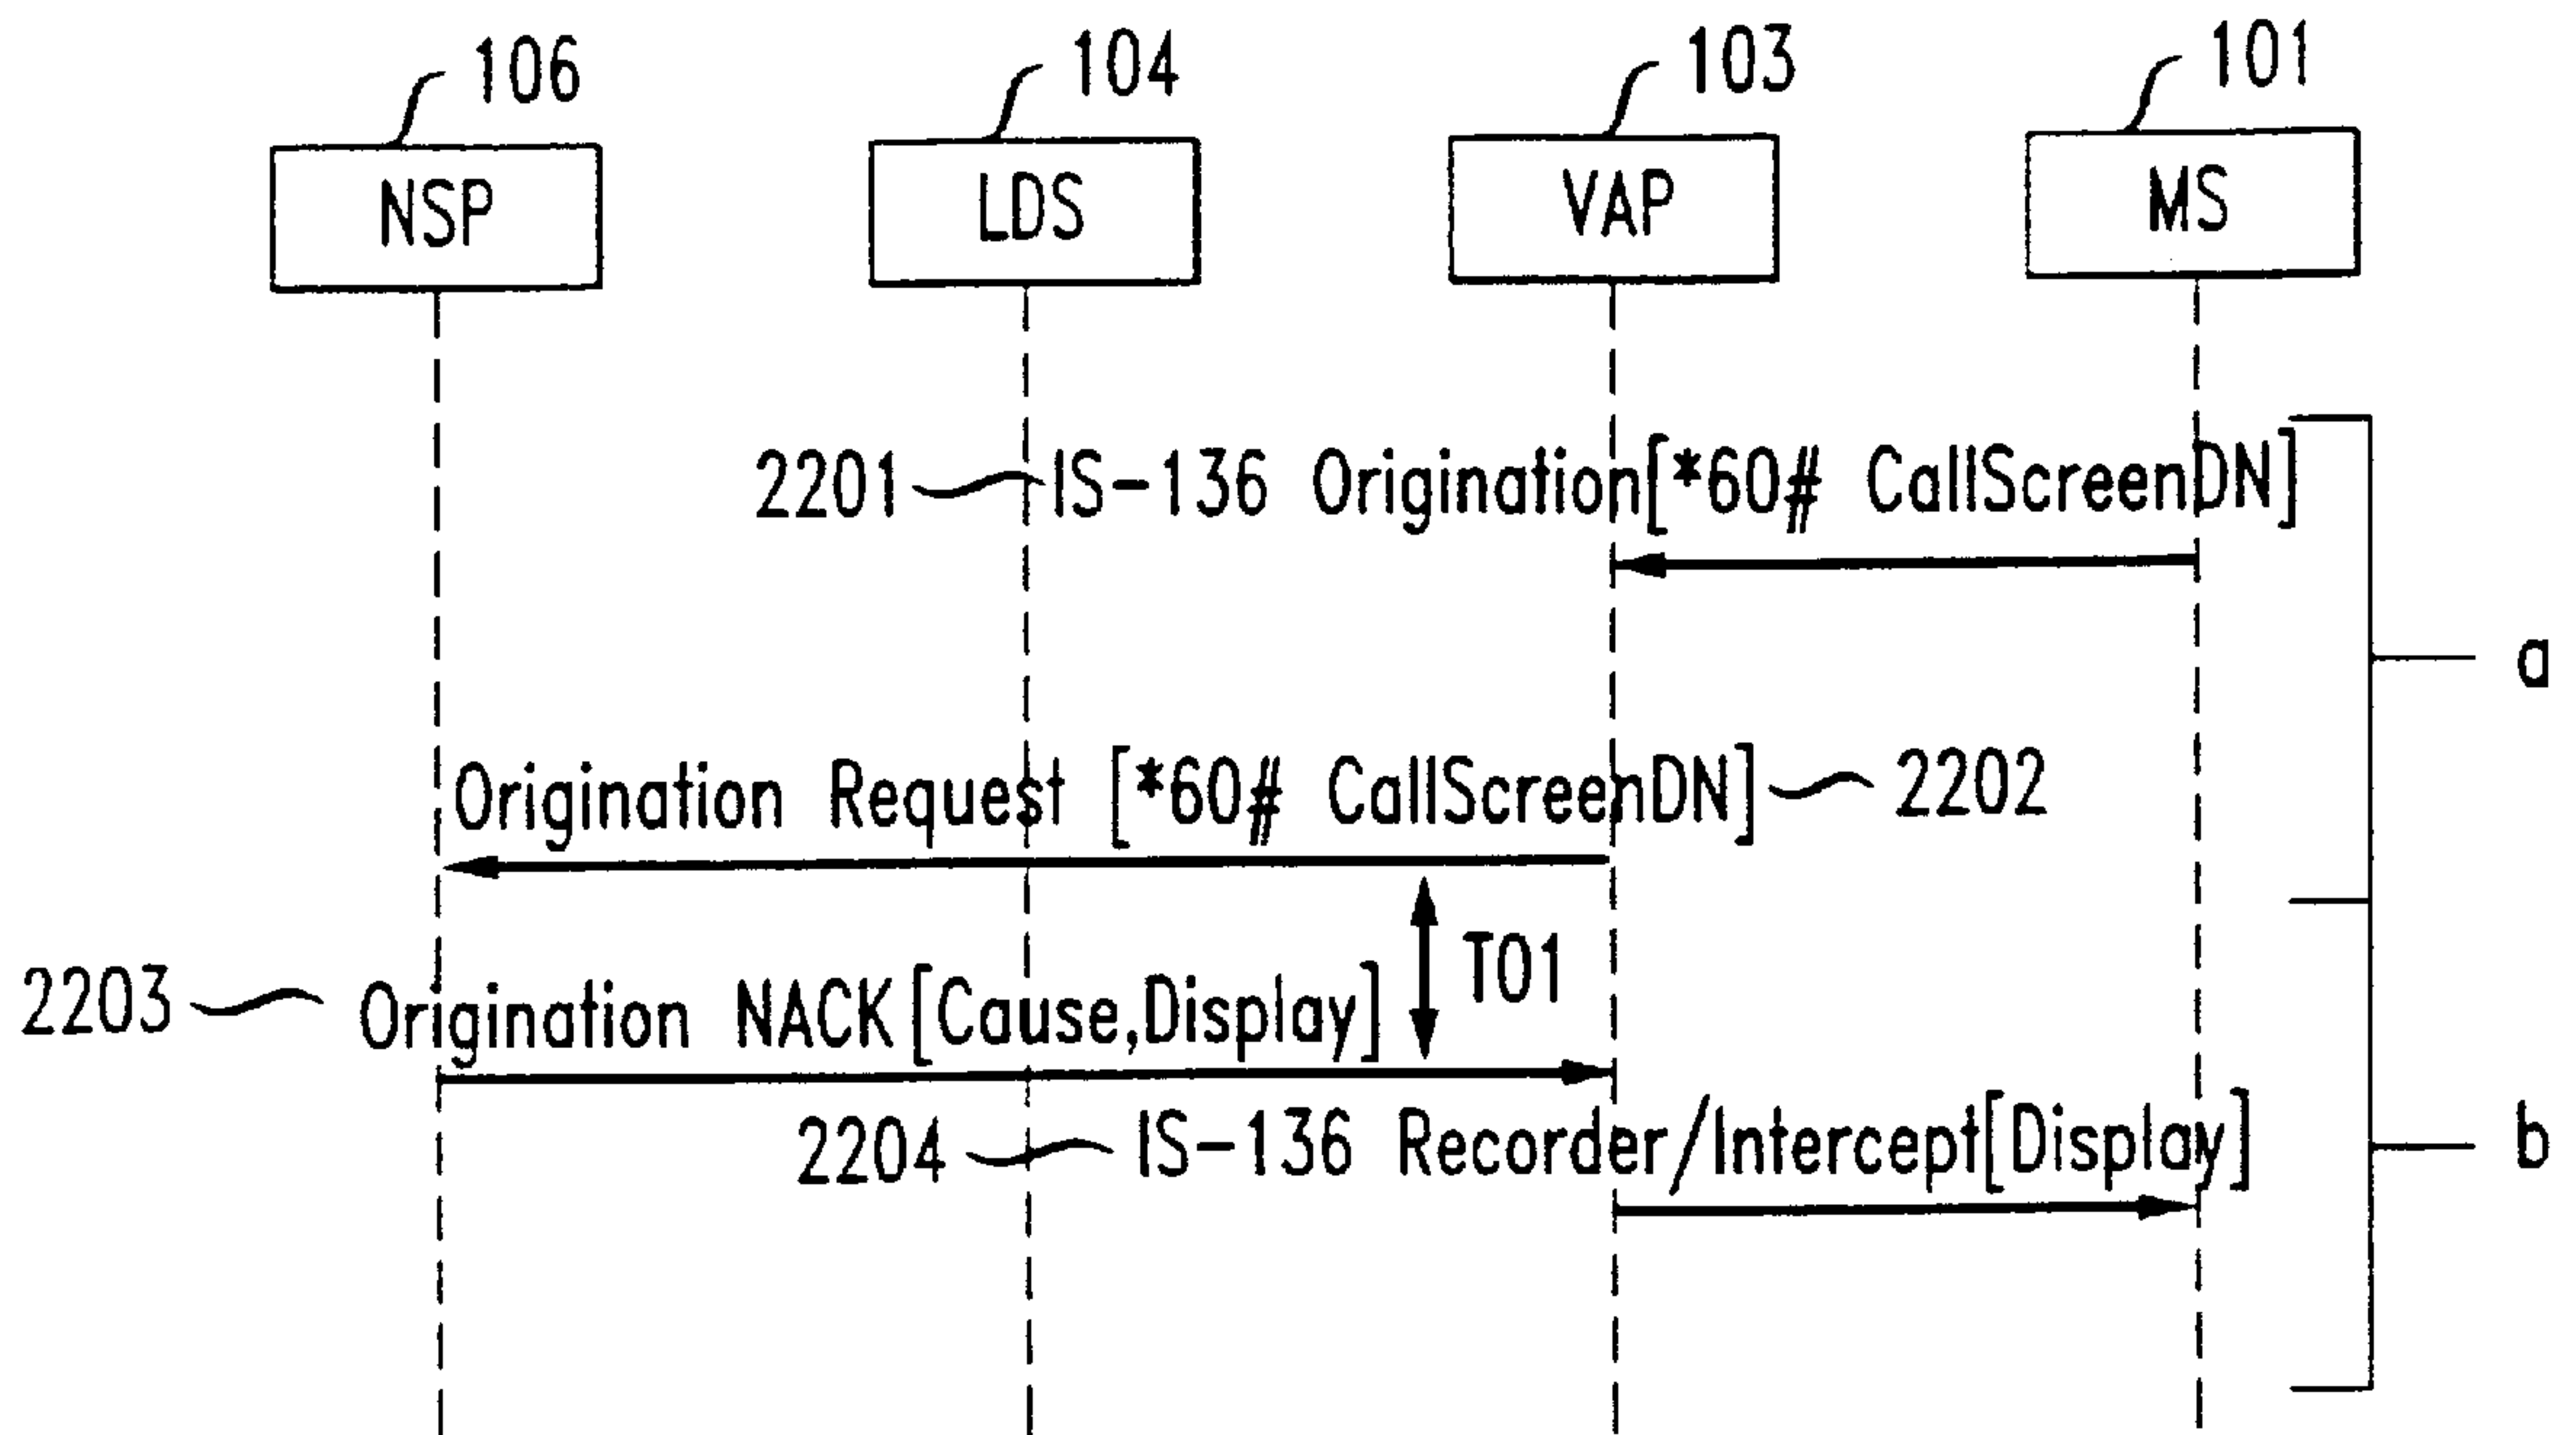 106
104
103
101
NSP
LDS
VAP
MS
2201 IS-136 Origination[*60# CallScreenDN]
a
Origination Request [*60# CallScreenDN] 2202
T01
2203 Origination NACK[Cause,Display]
2204 IS-136 Recorder/Intercept[Display]
b